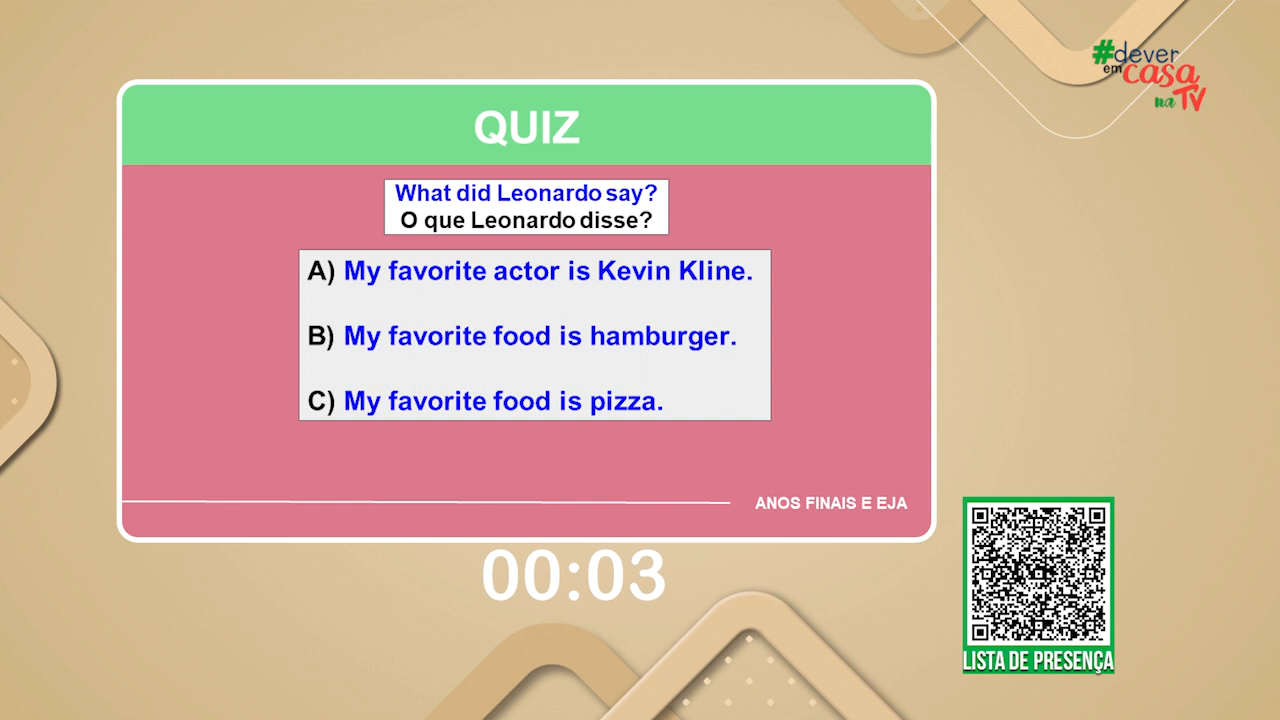 #dever
em casa
na TV
QUIZ
What did Leonardo say?
O que Leonardo disse?
A) My favorite actor is Kevin Kline.
B) My favorite food is hamburger.
C) My favorite food is pizza.
ANOS FINAIS E EJA
00:03
LISTA DE PRESENÇA